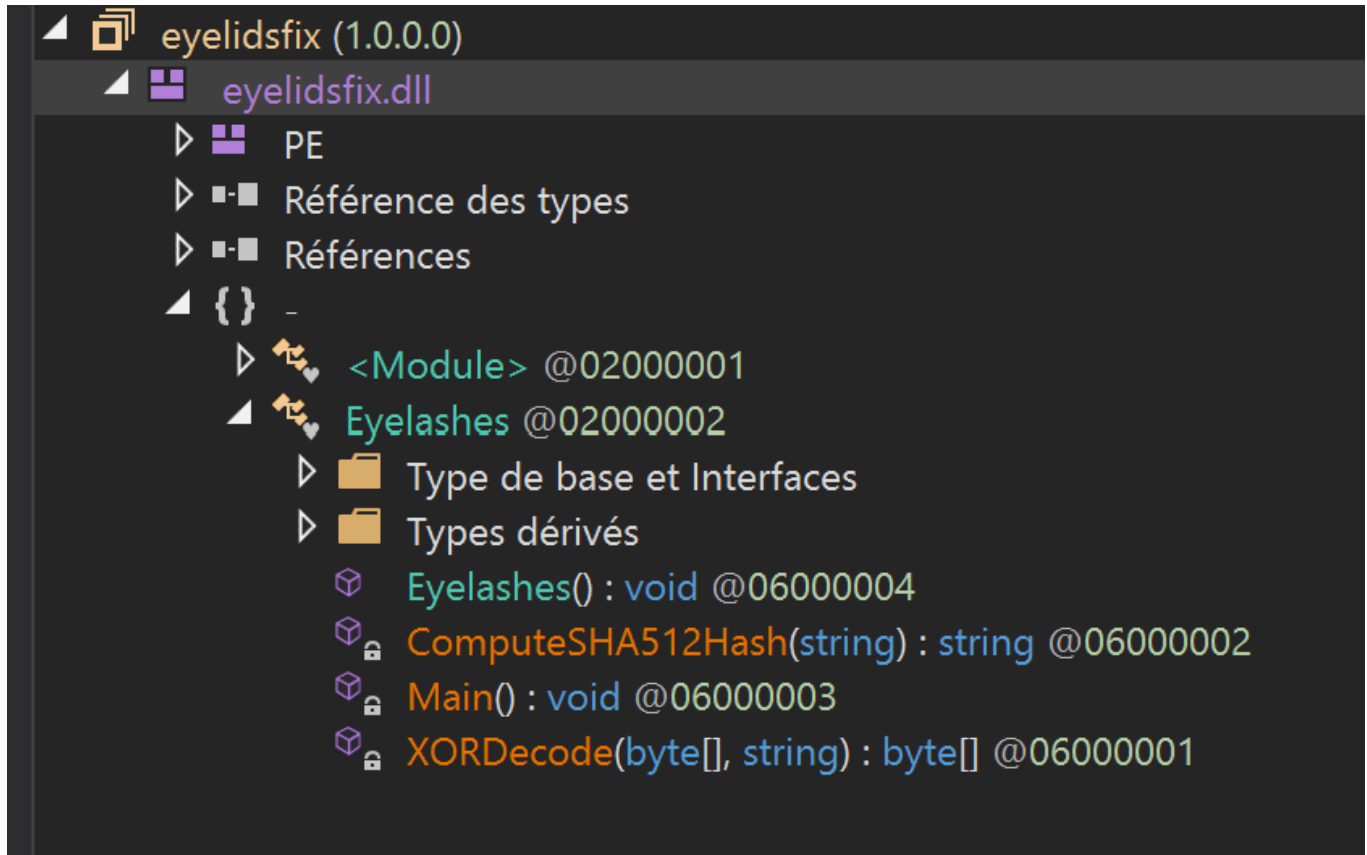 eyelidsfix (1.0.0.0)
eyelidsfix.dll
PE
Référence des types
Références
{ } -
<Module> @02000001
Eyelashes @02000002
Type de base et Interfaces
Types dérivés
Eyelashes() : void @06000004
ComputeSHA512Hash(string) : string @06000002
Main() : void @06000003
XORDecode(byte[], string) : byte[] @06000001